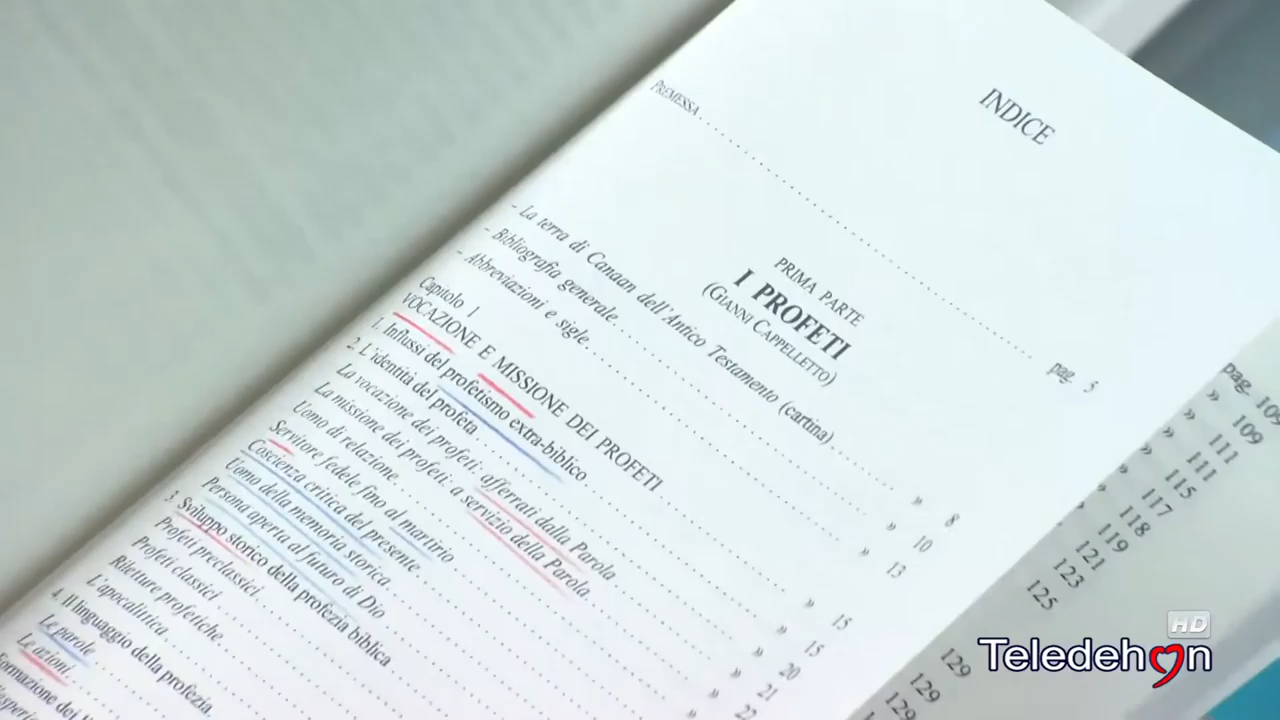 INDICE
PREMESSA ........ pag. 5
PRIMA PARTE
I PROFETI
(GIANNI CAPPELLETTO)
– La terra di Canaan dell'Antico Testamento (cartina) ........ » 8
– Bibliografia generale ........ » 10
– Abbreviazioni e sigle ........ » 13
Capitolo 1
VOCAZIONE E MISSIONE DEI PROFETI
1. Influssi del profetismo extra-biblico ........ » 15
2. L'identità del profeta ........ » 15
La vocazione dei profeti: afferrati dalla Parola ........ » 20
La missione dei profeti: a servizio della Parola ........ » 21
Uomo di relazione ........ » 22
Servitore fedele fino al martirio
Coscienza critica del presente
Uomo della memoria storica
Persona aperta al futuro di Dio
3. Sviluppo storico della profezia biblica
Profeti preclassici
Profeti classici
Riletture profetiche
L'apocalittica
4. Il linguaggio della profezia
Le parole
Le azioni
pag. 109
» 109
» 111
» 111
» 115
» 117
118
119
121
123
125
129
129
129
HD
Teledehon